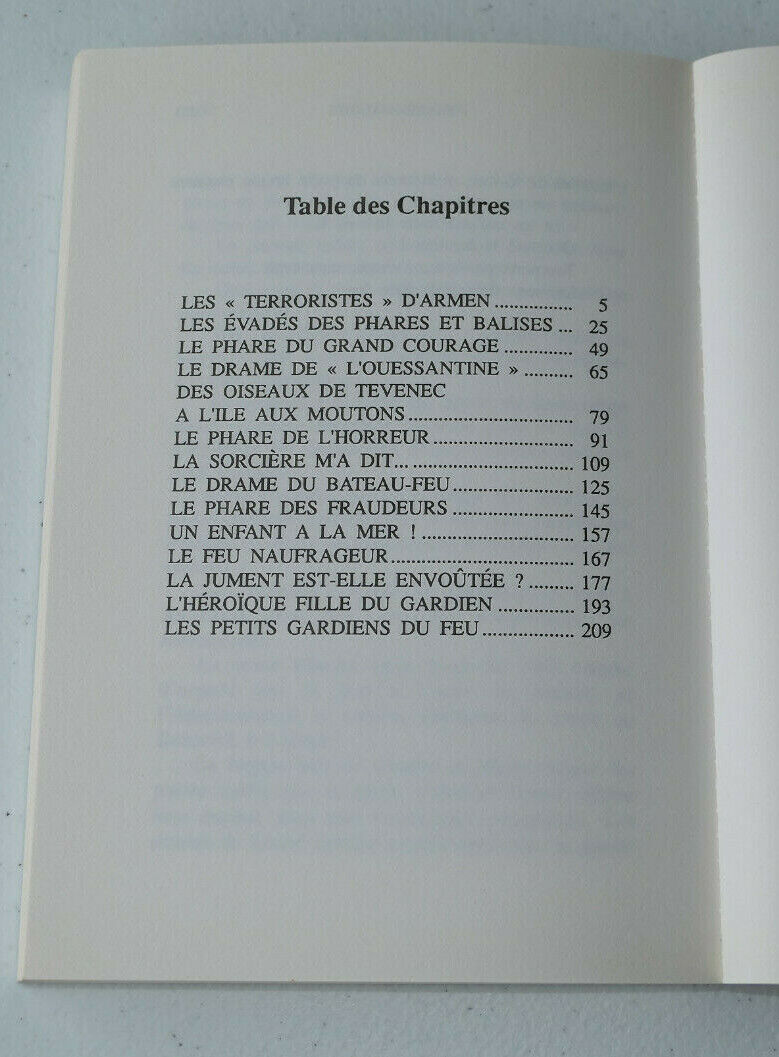 Table des Chapitres
LES « TERRORISTES » D'ARMEN .............. 5
LES ÉVADÉS DES PHARES ET BALISES ... 25
LE PHARE DU GRAND COURAGE ............. 49
LE DRAME DE « L'OUESSANTINE » .......... 65
DES OISEAUX DE TEVENEC
A L'ILE AUX MOUTONS .............................. 79
LE PHARE DE L'HORREUR .......................... 91
LA SORCIÈRE M'A DIT... ............................. 109
LE DRAME DU BATEAU-FEU ...................... 125
LE PHARE DES FRAUDEURS ...................... 145
UN ENFANT A LA MER ! ............................ 157
LE FEU NAUFRAGEUR .................................. 167
LA JUMENT EST-ELLE ENVOÛTÉE ? ........ 177
L'HÉROÏQUE FILLE DU GARDIEN .............. 193
LES PETITS GARDIENS DU FEU ................. 209